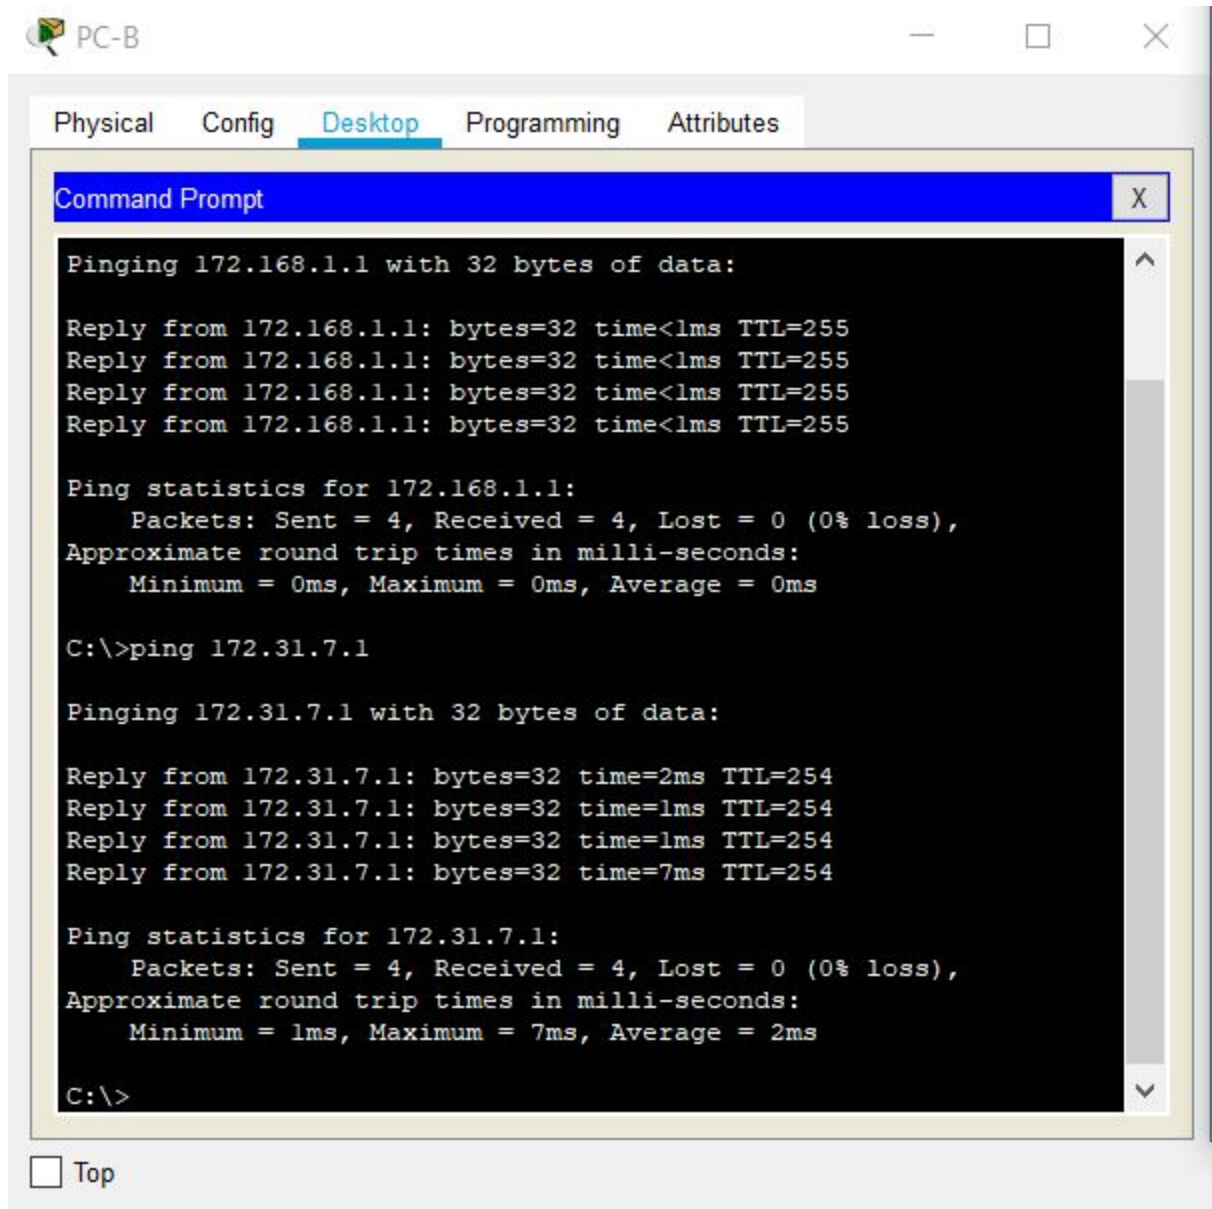 PC-B
Physical Config Desktop Programming Attributes
Command Prompt X
Pinging 172.168.1.1 with 32 bytes of data:
Reply from 172.168.1.1: bytes=32 time<1ms TTL=255
Reply from 172.168.1.1: bytes=32 time<1ms TTL=255
Reply from 172.168.1.1: bytes=32 time<1ms TTL=255
Reply from 172.168.1.1: bytes=32 time<1ms TTL=255
Ping statistics for 172.168.1.1:
Packets: Sent = 4, Received = 4, Lost = 0 (0% loss),
Approximate round trip times in milli-seconds:
Minimum = 0ms, Maximum = 0ms, Average = 0ms
C:\>ping 172.31.7.1
Pinging 172.31.7.1 with 32 bytes of data:
Reply from 172.31.7.1: bytes=32 time=2ms TTL=254
Reply from 172.31.7.1: bytes=32 time=1ms TTL=254
Reply from 172.31.7.1: bytes=32 time=1ms TTL=254
Reply from 172.31.7.1: bytes=32 time=7ms TTL=254
Ping statistics for 172.31.7.1:
Packets: Sent = 4, Received = 4, Lost = 0 (0% loss),
Approximate round trip times in milli-seconds:
Minimum = 1ms, Maximum = 7ms, Average = 2ms
C:\>
Top